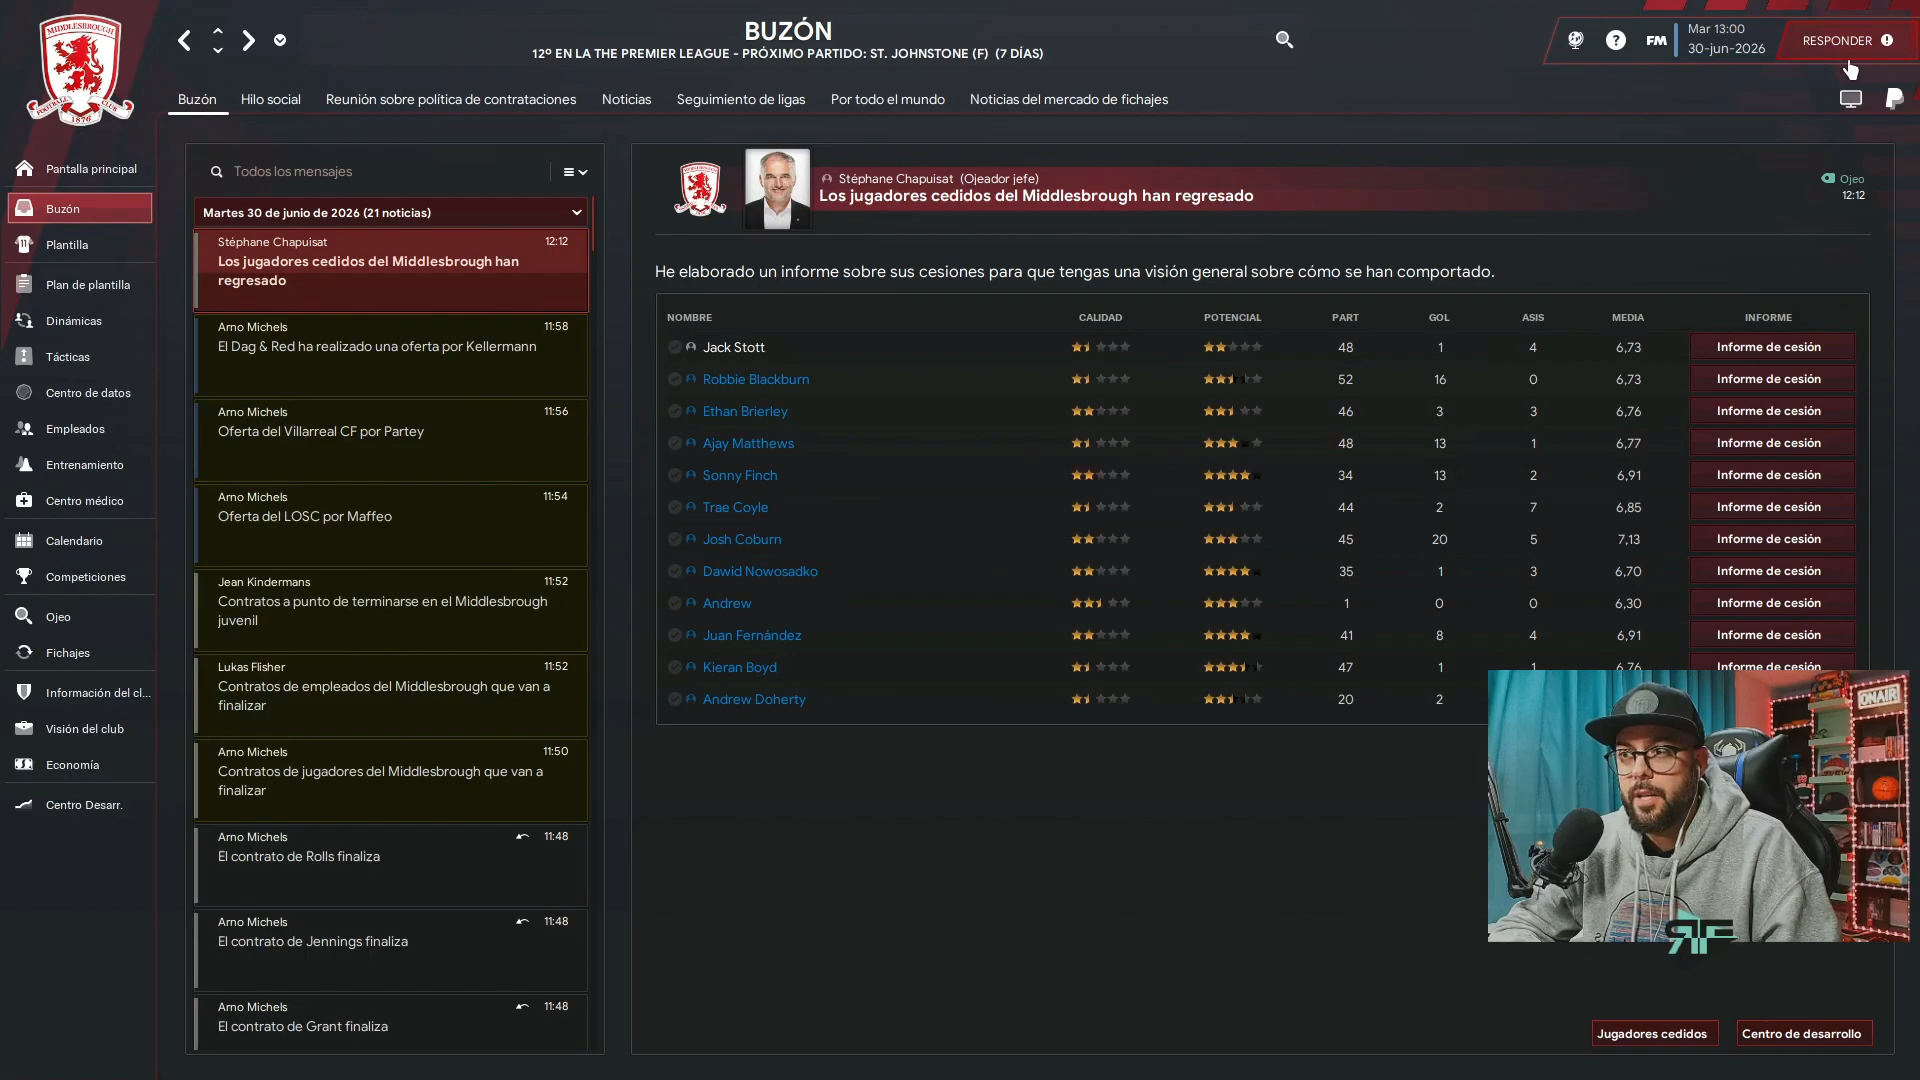 BUZÓN
12º EN LA THE PREMIER LEAGUE - PRÓXIMO PARTIDO: ST. JOHNSTONE (F) (7 DÍAS)
FM
Mar 13:00
30-jun-2026
RESPONDER
MIDDLESBROUGH
FOOTBALL CLUB
1876
Buzón
Hilo social
Reunión sobre política de contrataciones
Noticias
Seguimiento de ligas
Por todo el mundo
Noticias del mercado de fichajes
Pantalla principal
Buzón
Plantilla
Plan de plantilla
Dinámicas
Tácticas
Centro de datos
Empleados
Entrenamiento
Centro médico
Calendario
Competiciones
Ojeo
Fichajes
Información del cl...
Visión del club
Economía
Centro Desarr.
Todos los mensajes
Martes 30 de junio de 2026 (21 noticias)
Stéphane Chapuisat 12:12
Los jugadores cedidos del Middlesbrough han
regresado
Arno Michels 11:58
El Dag & Red ha realizado una oferta por Kellermann
Arno Michels 11:56
Oferta del Villarreal CF por Partey
Arno Michels 11:54
Oferta del LOSC por Maffeo
Jean Kindermans 11:52
Contratos a punto de terminarse en el Middlesbrough
juvenil
Lukas Flisher 11:52
Contratos de empleados del Middlesbrough que van a
finalizar
Arno Michels 11:50
Contratos de jugadores del Middlesbrough que van a
finalizar
Arno Michels 11:48
El contrato de Rolls finaliza
Arno Michels 11:48
El contrato de Jennings finaliza
Arno Michels 11:48
El contrato de Grant finaliza
Stéphane Chapuisat (Ojeador jefe)
Los jugadores cedidos del Middlesbrough han regresado
Ojeo
12:12
He elaborado un informe sobre sus cesiones para que tengas una visión general sobre cómo se han comportado.
NOMBRE CALIDAD POTENCIAL PART GOL ASIS MEDIA INFORME
Jack Stott 48 1 4 6,73 Informe de cesión
Robbie Blackburn 52 16 0 6,73 Informe de cesión
Ethan Brierley 46 3 3 6,76 Informe de cesión
Ajay Matthews 48 13 1 6,77 Informe de cesión
Sonny Finch 34 13 2 6,91 Informe de cesión
Trae Coyle 44 2 7 6,85 Informe de cesión
Josh Coburn 45 20 5 7,13 Informe de cesión
Dawid Nowosadko 35 1 3 6,70 Informe de cesión
Andrew 1 0 0 6,30 Informe de cesión
Juan Fernández 41 8 4 6,91 Informe de cesión
Kieran Boyd 47 1 1 6,76 Informe de cesión
Andrew Doherty 20 2
ON AIR
Jugadores cedidos
Centro de desarrollo